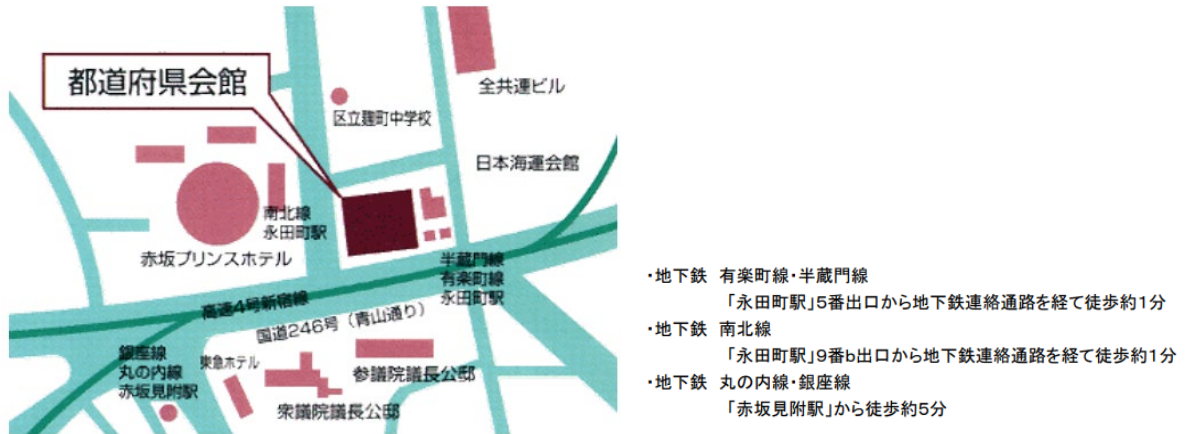 都道府県会館
全共連ビル
区立麹町中学校
日本海運会館
南北線
永田町駅
赤坂プリンスホテル
半蔵門線
有楽町線
永田町駅
高速4号新宿線
国道246号（青山通り）
銀座線
丸の内線
赤坂見附駅
東急ホテル
参議院議長公邸
衆議院議長公邸
・地下鉄　有楽町線・半蔵門線
「永田町駅」5番出口から地下鉄連絡通路を経て徒歩約1分
・地下鉄　南北線
「永田町駅」9番b出口から地下鉄連絡通路を経て徒歩約1分
・地下鉄　丸の内線・銀座線
「赤坂見附駅」から徒歩約5分